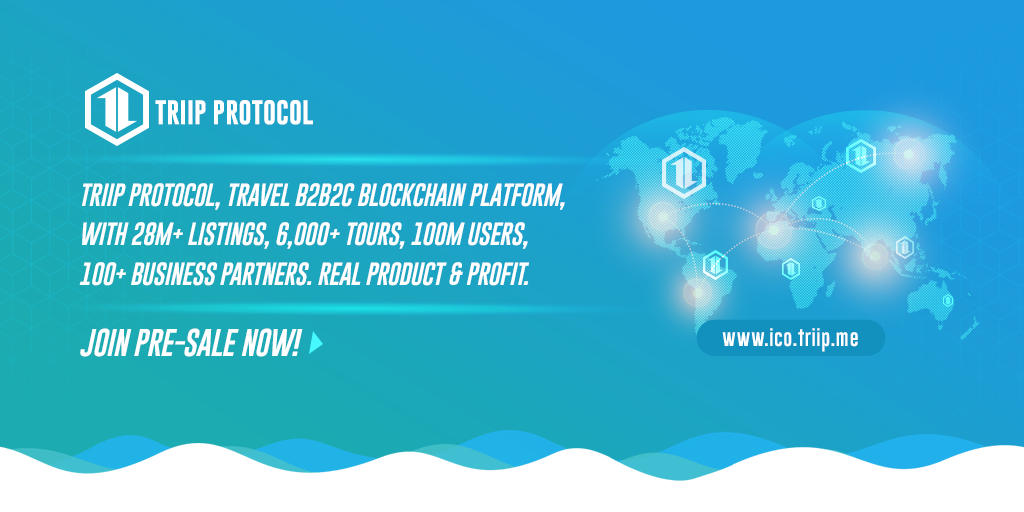 TRIIP PROTOCOL
TRIIP PROTOCOL, TRAVEL B2B2C BLOCKCHAIN PLATFORM,
WITH 28M+ LISTINGS, 6,000+ TOURS, 100M USERS,
100+ BUSINESS PARTNERS. REAL PRODUCT & PROFIT.
JOIN PRE-SALE NOW!
www.ico.triip.me